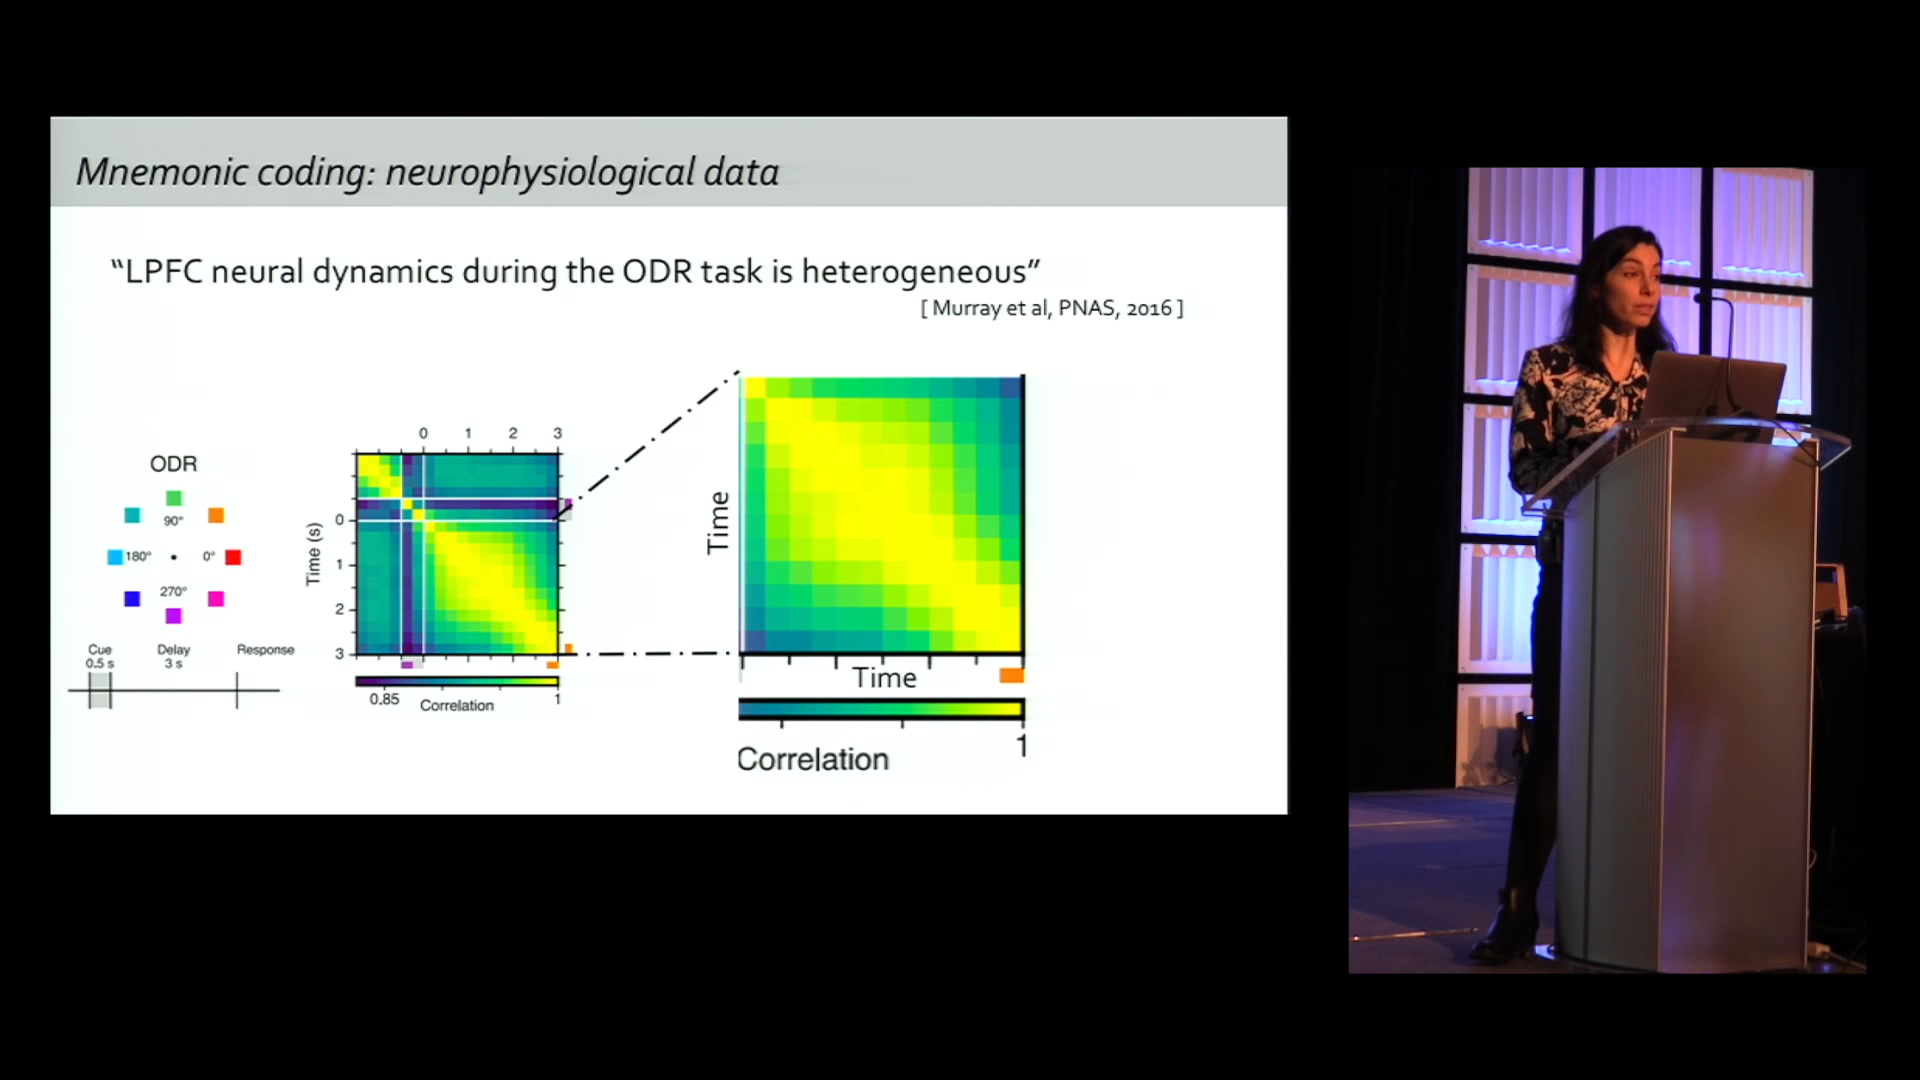 Mnemonic coding: neurophysiological data
“LPFC neural dynamics during the ODR task is heterogeneous”
[ Murray et al, PNAS, 2016 ]
ODR
90°
180°
0°
270°
Cue
0.5 s
Delay
3 s
Response
0 1 2 3
Time (s)
0
1
2
3
0.85
1
Correlation
Time
Time
1
Correlation